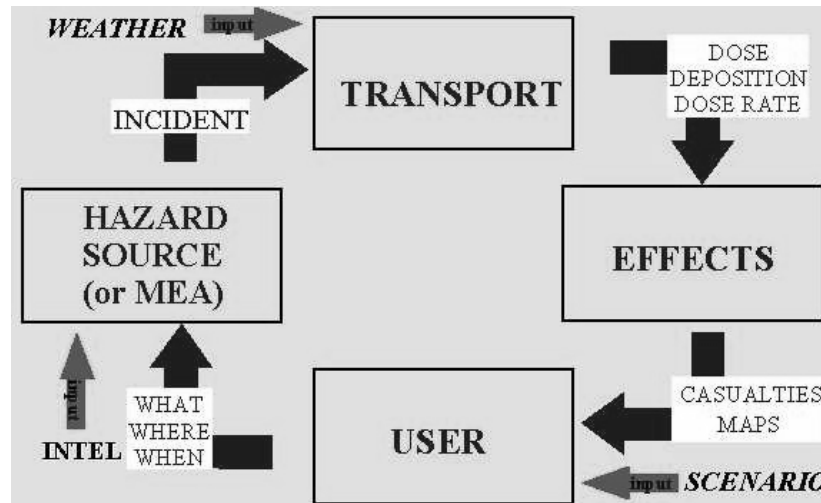 WEATHER input
TRANSPORT
DOSE
DEPOSITION
DOSE RATE
INCIDENT
HAZARD
SOURCE
(or MEA)
EFFECTS
input
INTEL
WHAT
WHERE
WHEN
USER
CASUALTIES
MAPS
input SCENARIO